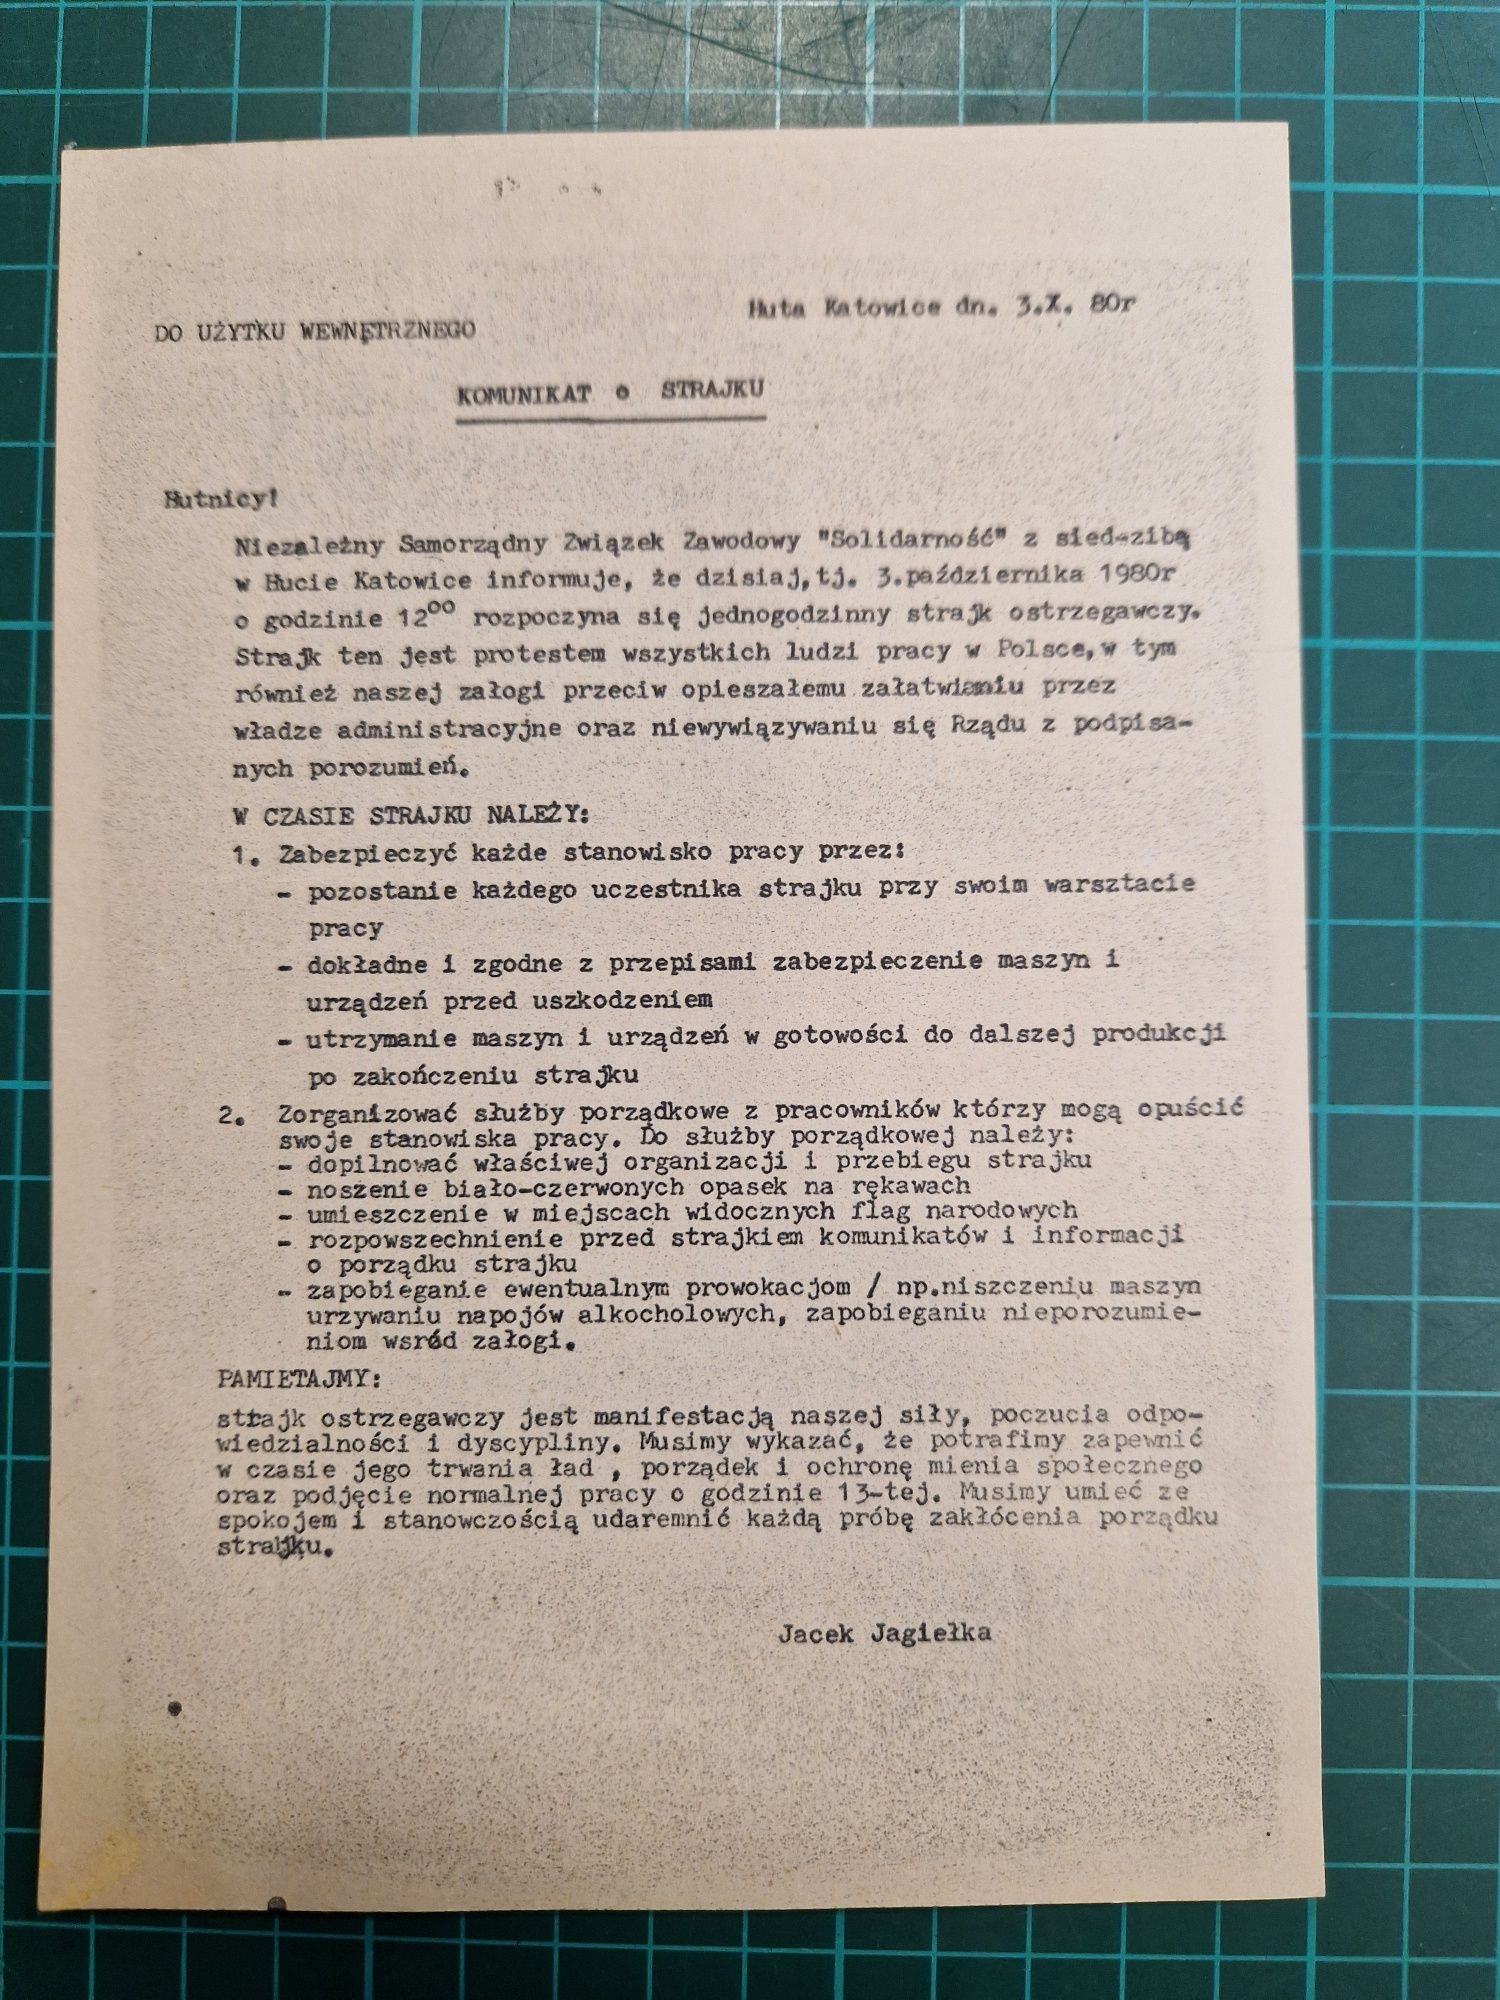 Huta Katowice dn. 3.X. 80r
DO UŻYTKU WEWNĘTRZNEGO
KOMUNIKAT o STRAJKU
Hutnicy!
Niezależny Samorządny Związek Zawodowy "Solidarność" z sied-zibą
w Hucie Katowice informuje, że dzisiaj,tj. 3.października 1980r
o godzinie 12⁰⁰ rozpoczyna się jednogodzinny strajk ostrzegawczy.
Strajk ten jest protestem wszystkich ludzi pracy w Polsce,w tym
również naszej załogi przeciw opieszałemu załatwianiu przez
władze administracyjne oraz niewywiązywaniu się Rządu z podpisa-
nych porozumień.
W CZASIE STRAJKU NALEŻY:
1. Zabezpieczyć każde stanowisko pracy przez:
- pozostanie każdego uczestnika strajku przy swoim warsztacie
pracy
- dokładne i zgodne z przepisami zabezpieczenie maszyn i
urządzeń przed uszkodzeniem
- utrzymanie maszyn i urządzeń w gotowości do dalszej produkcji
po zakończeniu strajku
2. Zorganizować służby porządkowe z pracowników którzy mogą opuścić
swoje stanowiska pracy. Do służby porządkowej należy:
- dopilnować właściwej organizacji i przebiegu strajku
- noszenie biało-czerwonych opasek na rękawach
- umieszczenie w miejscach widocznych flag narodowych
- rozpowszechnienie przed strajkiem komunikatów i informacji
o porządku strajku
- zapobieganie ewentualnym prowokacjom / np.niszczeniu maszyn
urzywaniu napojów alkocholowych, zapobieganiu nieporozumie-
niom wsród załogi.
PAMIETAJMY:
strajk ostrzegawczy jest manifestacją naszej siły, poczucia odpo-
wiedzialności i dyscypliny. Musimy wykazać, że potrafimy zapewnić
w czasie jego trwania ład , porządek i ochronę mienia społecznego
oraz podjęcie normalnej pracy o godzinie 13-tej. Musimy umieć ze
spokojem i stanowczością udaremnić każdą próbę zakłócenia porządku
strajku.
Jacek Jagiełka